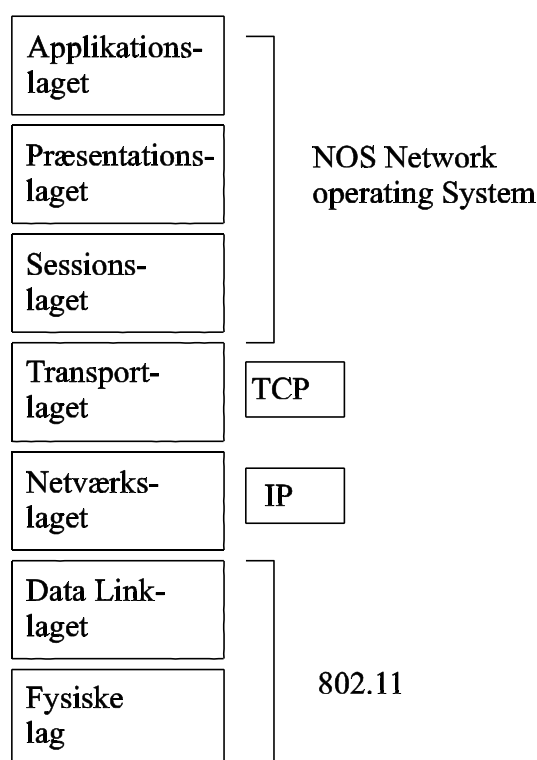 Applikations-
laget
Præsentations-
laget
NOS Network
operating System
Sessions-
laget
Transport-
laget
TCP
Netværks-
laget
IP
Data Link-
laget
802.11
Fysiske
lag